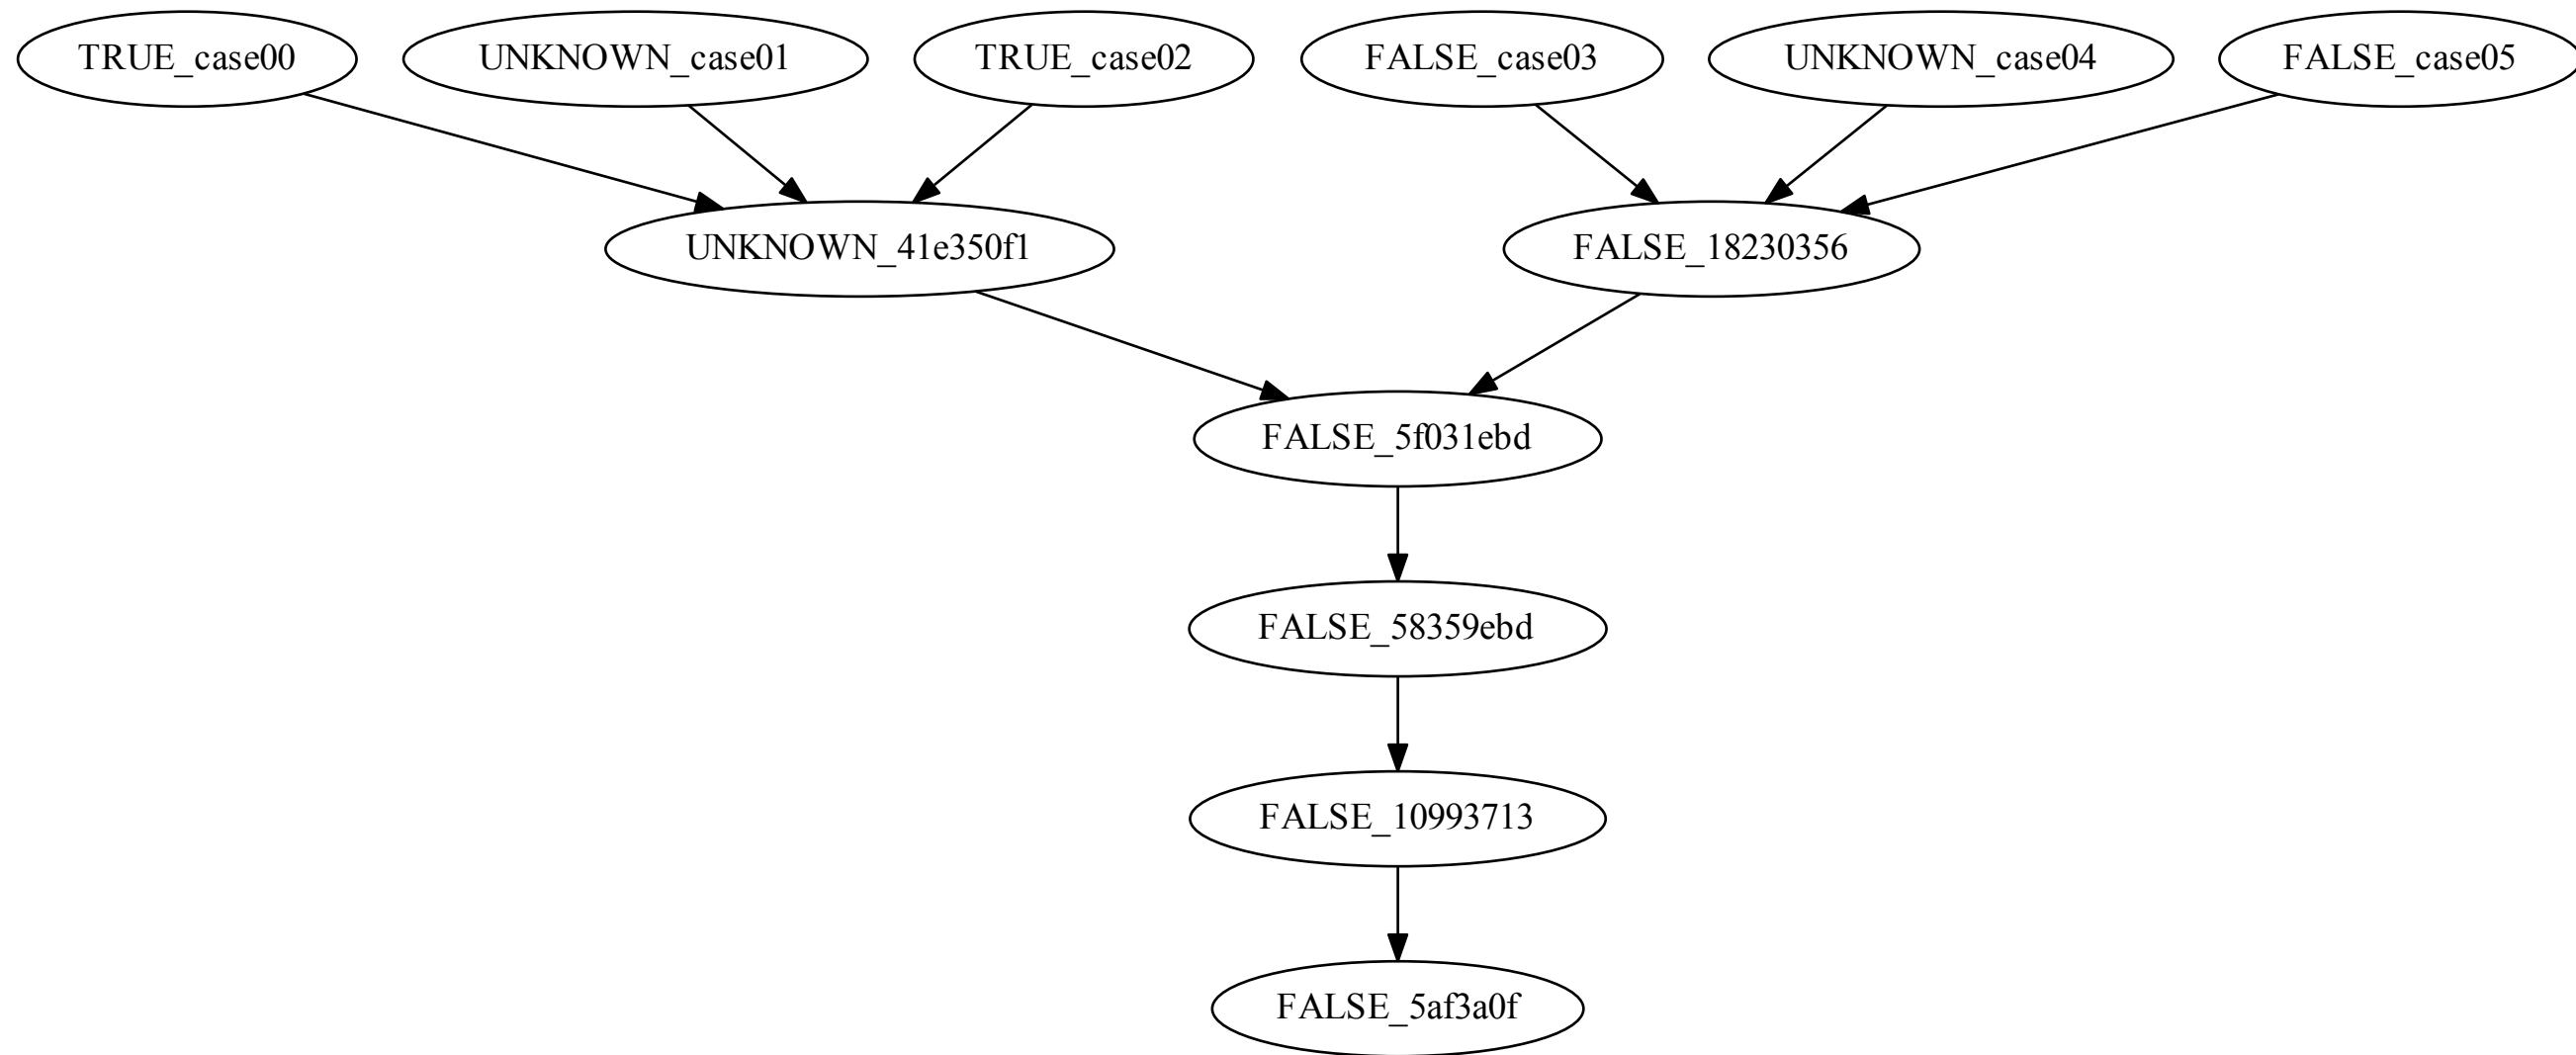 TRUE_case00
UNKNOWN_case01
TRUE_case02
FALSE_case03
UNKNOWN_case04
FALSE_case05
UNKNOWN_41e350f1
FALSE_18230356
FALSE_5f031ebd
FALSE_58359ebd
FALSE_10993713
FALSE_5af3a0f